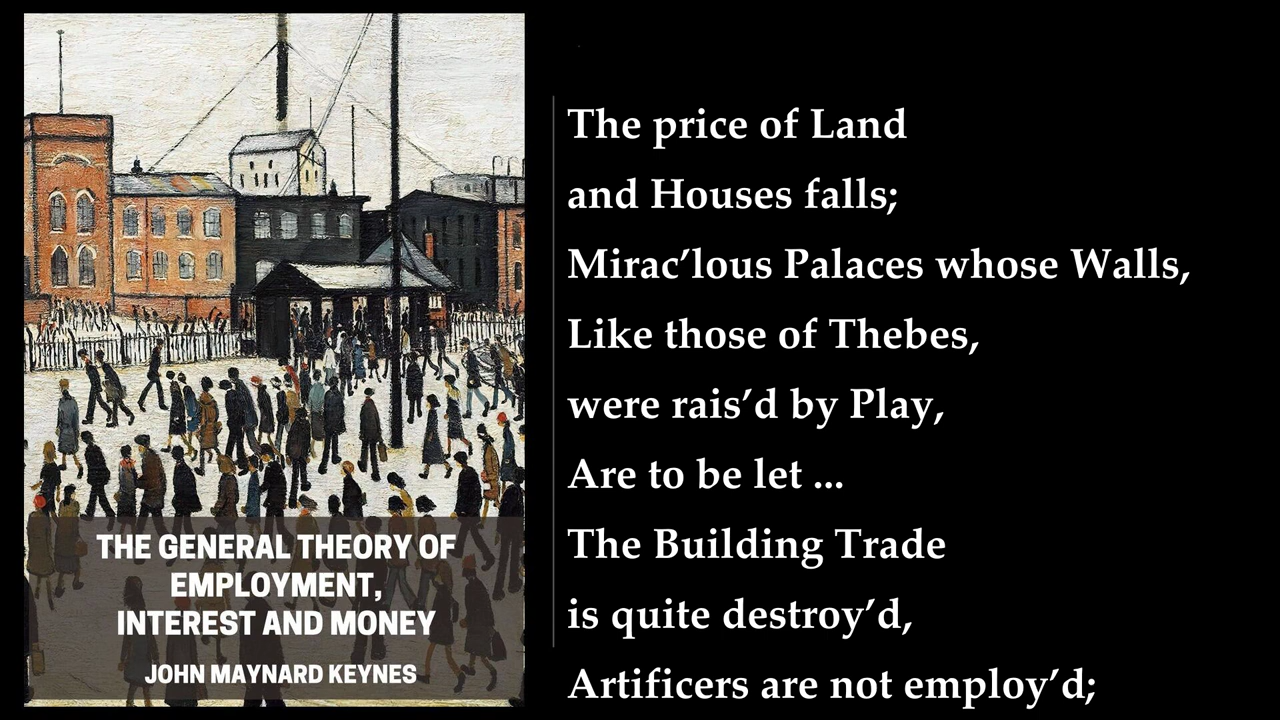 THE GENERAL THEORY OF
EMPLOYMENT,
INTEREST AND MONEY
JOHN MAYNARD KEYNES
The price of Land
and Houses falls;
Mirac’lous Palaces whose Walls,
Like those of Thebes,
were rais’d by Play,
Are to be let ...
The Building Trade
is quite destroy’d,
Artificers are not employ’d;